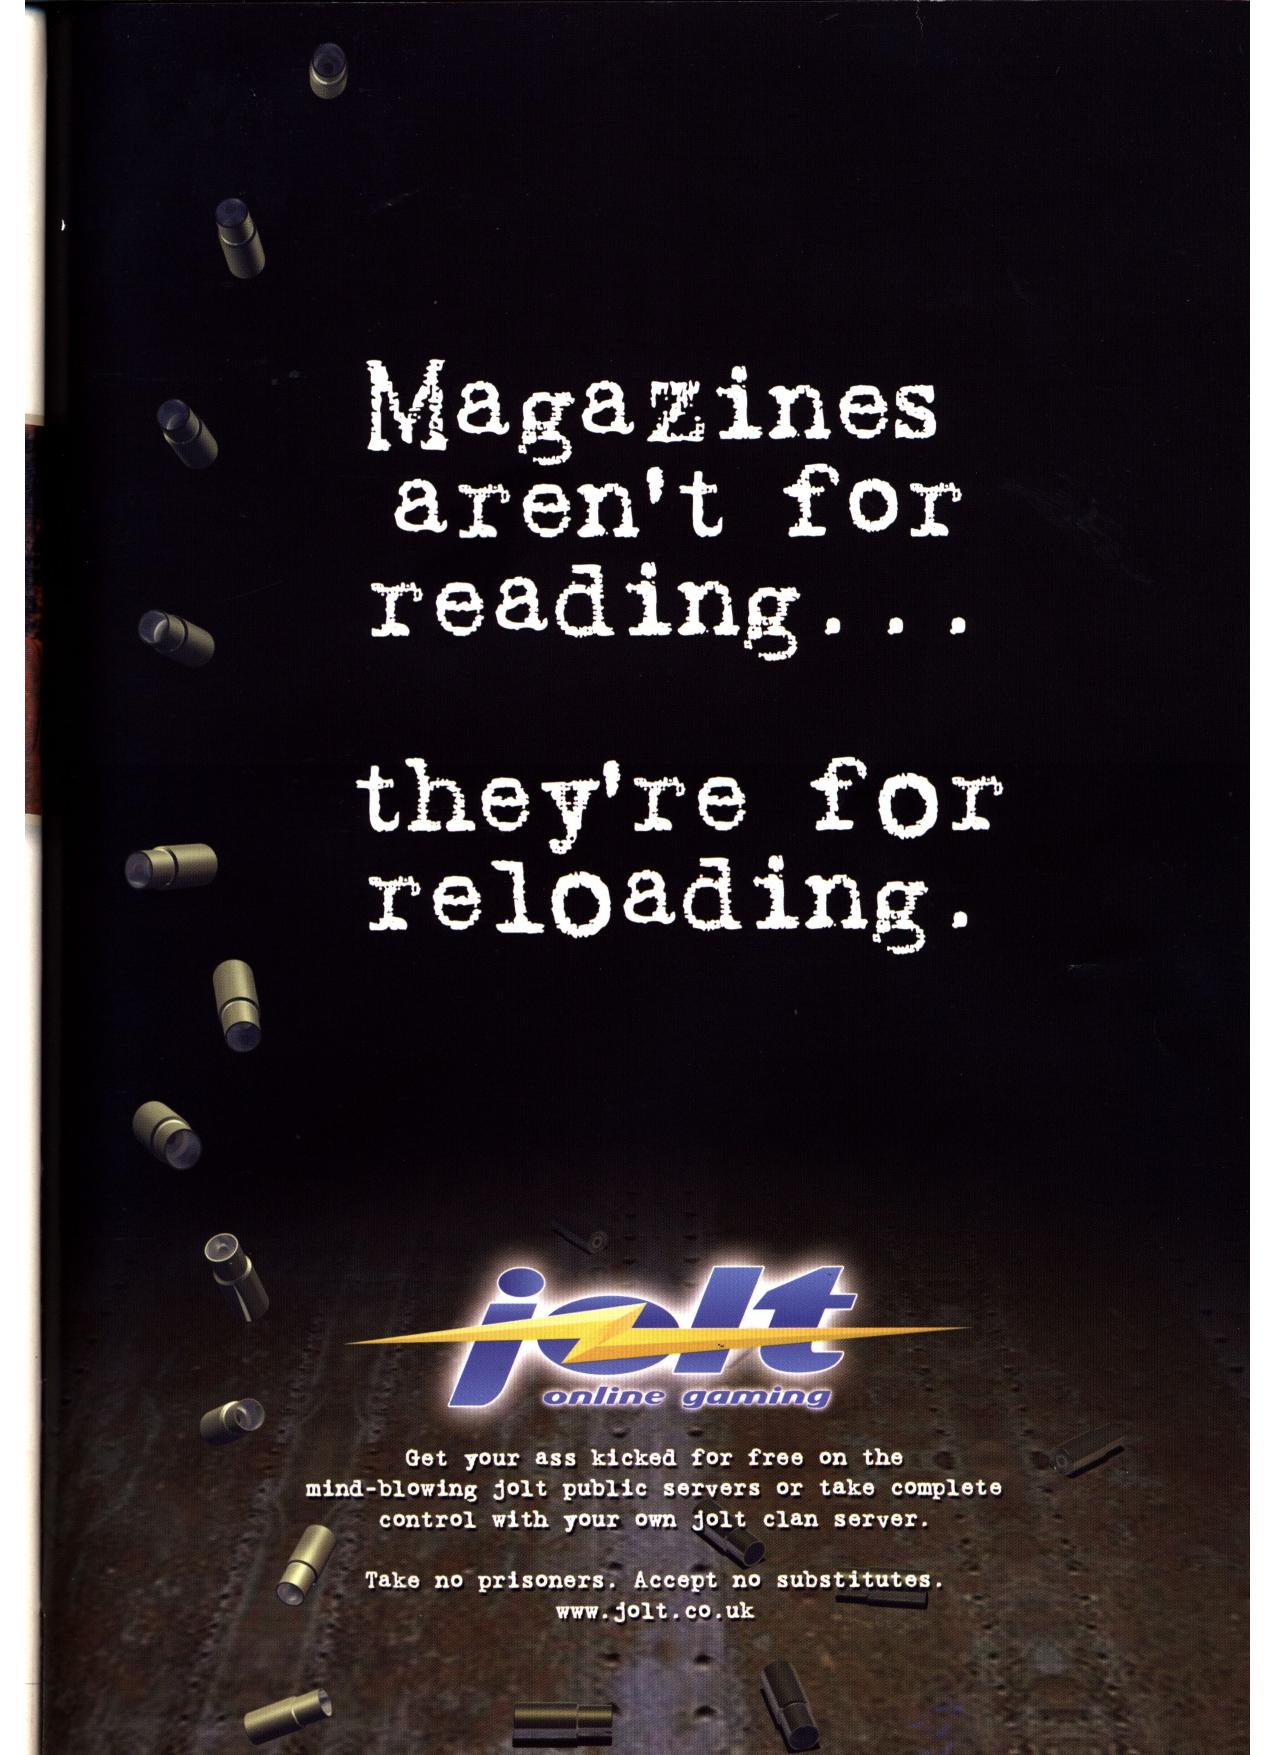 Magazines
aren't for
reading...
they're for
reloading.
jolt
online gaming
Get your ass kicked for free on the
mind-blowing jolt public servers or take complete
control with your own jolt clan server.
Take no prisoners. Accept no substitutes.
www.jolt.co.uk